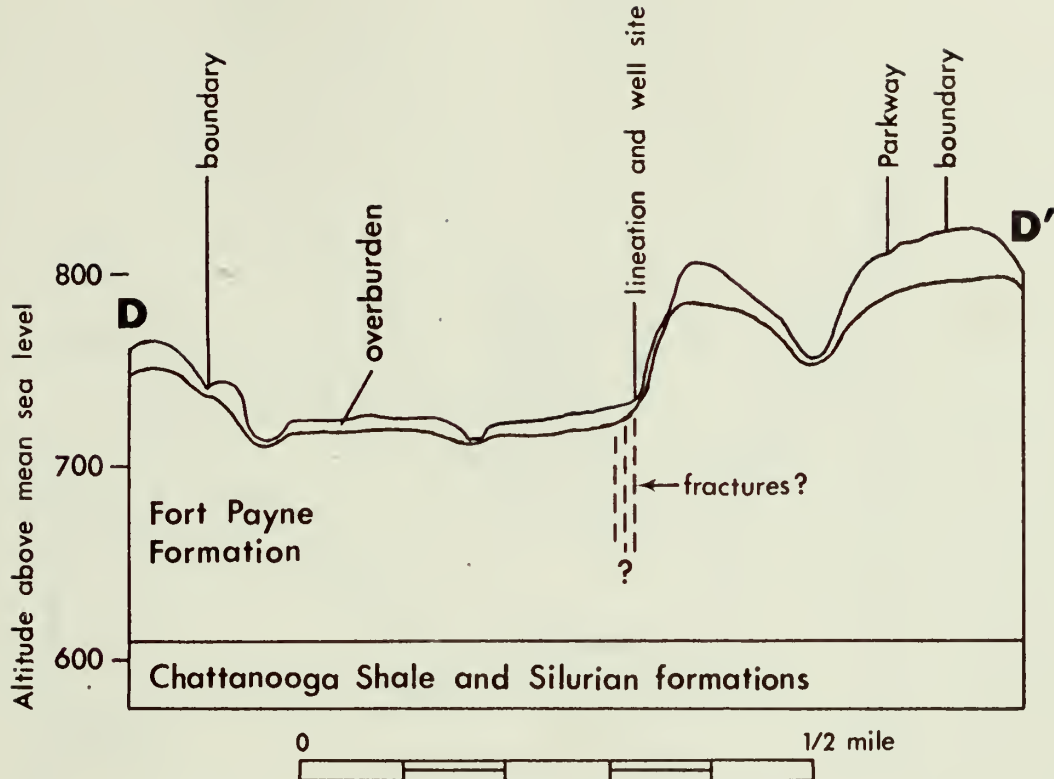 boundary
overburden
lineation and well site
Parkway
boundary
D
D'
Altitude above mean sea level
800
700
600
fractures?
?
Fort Payne
Formation
Chattanooga Shale and Silurian formations
0
1/2 mile